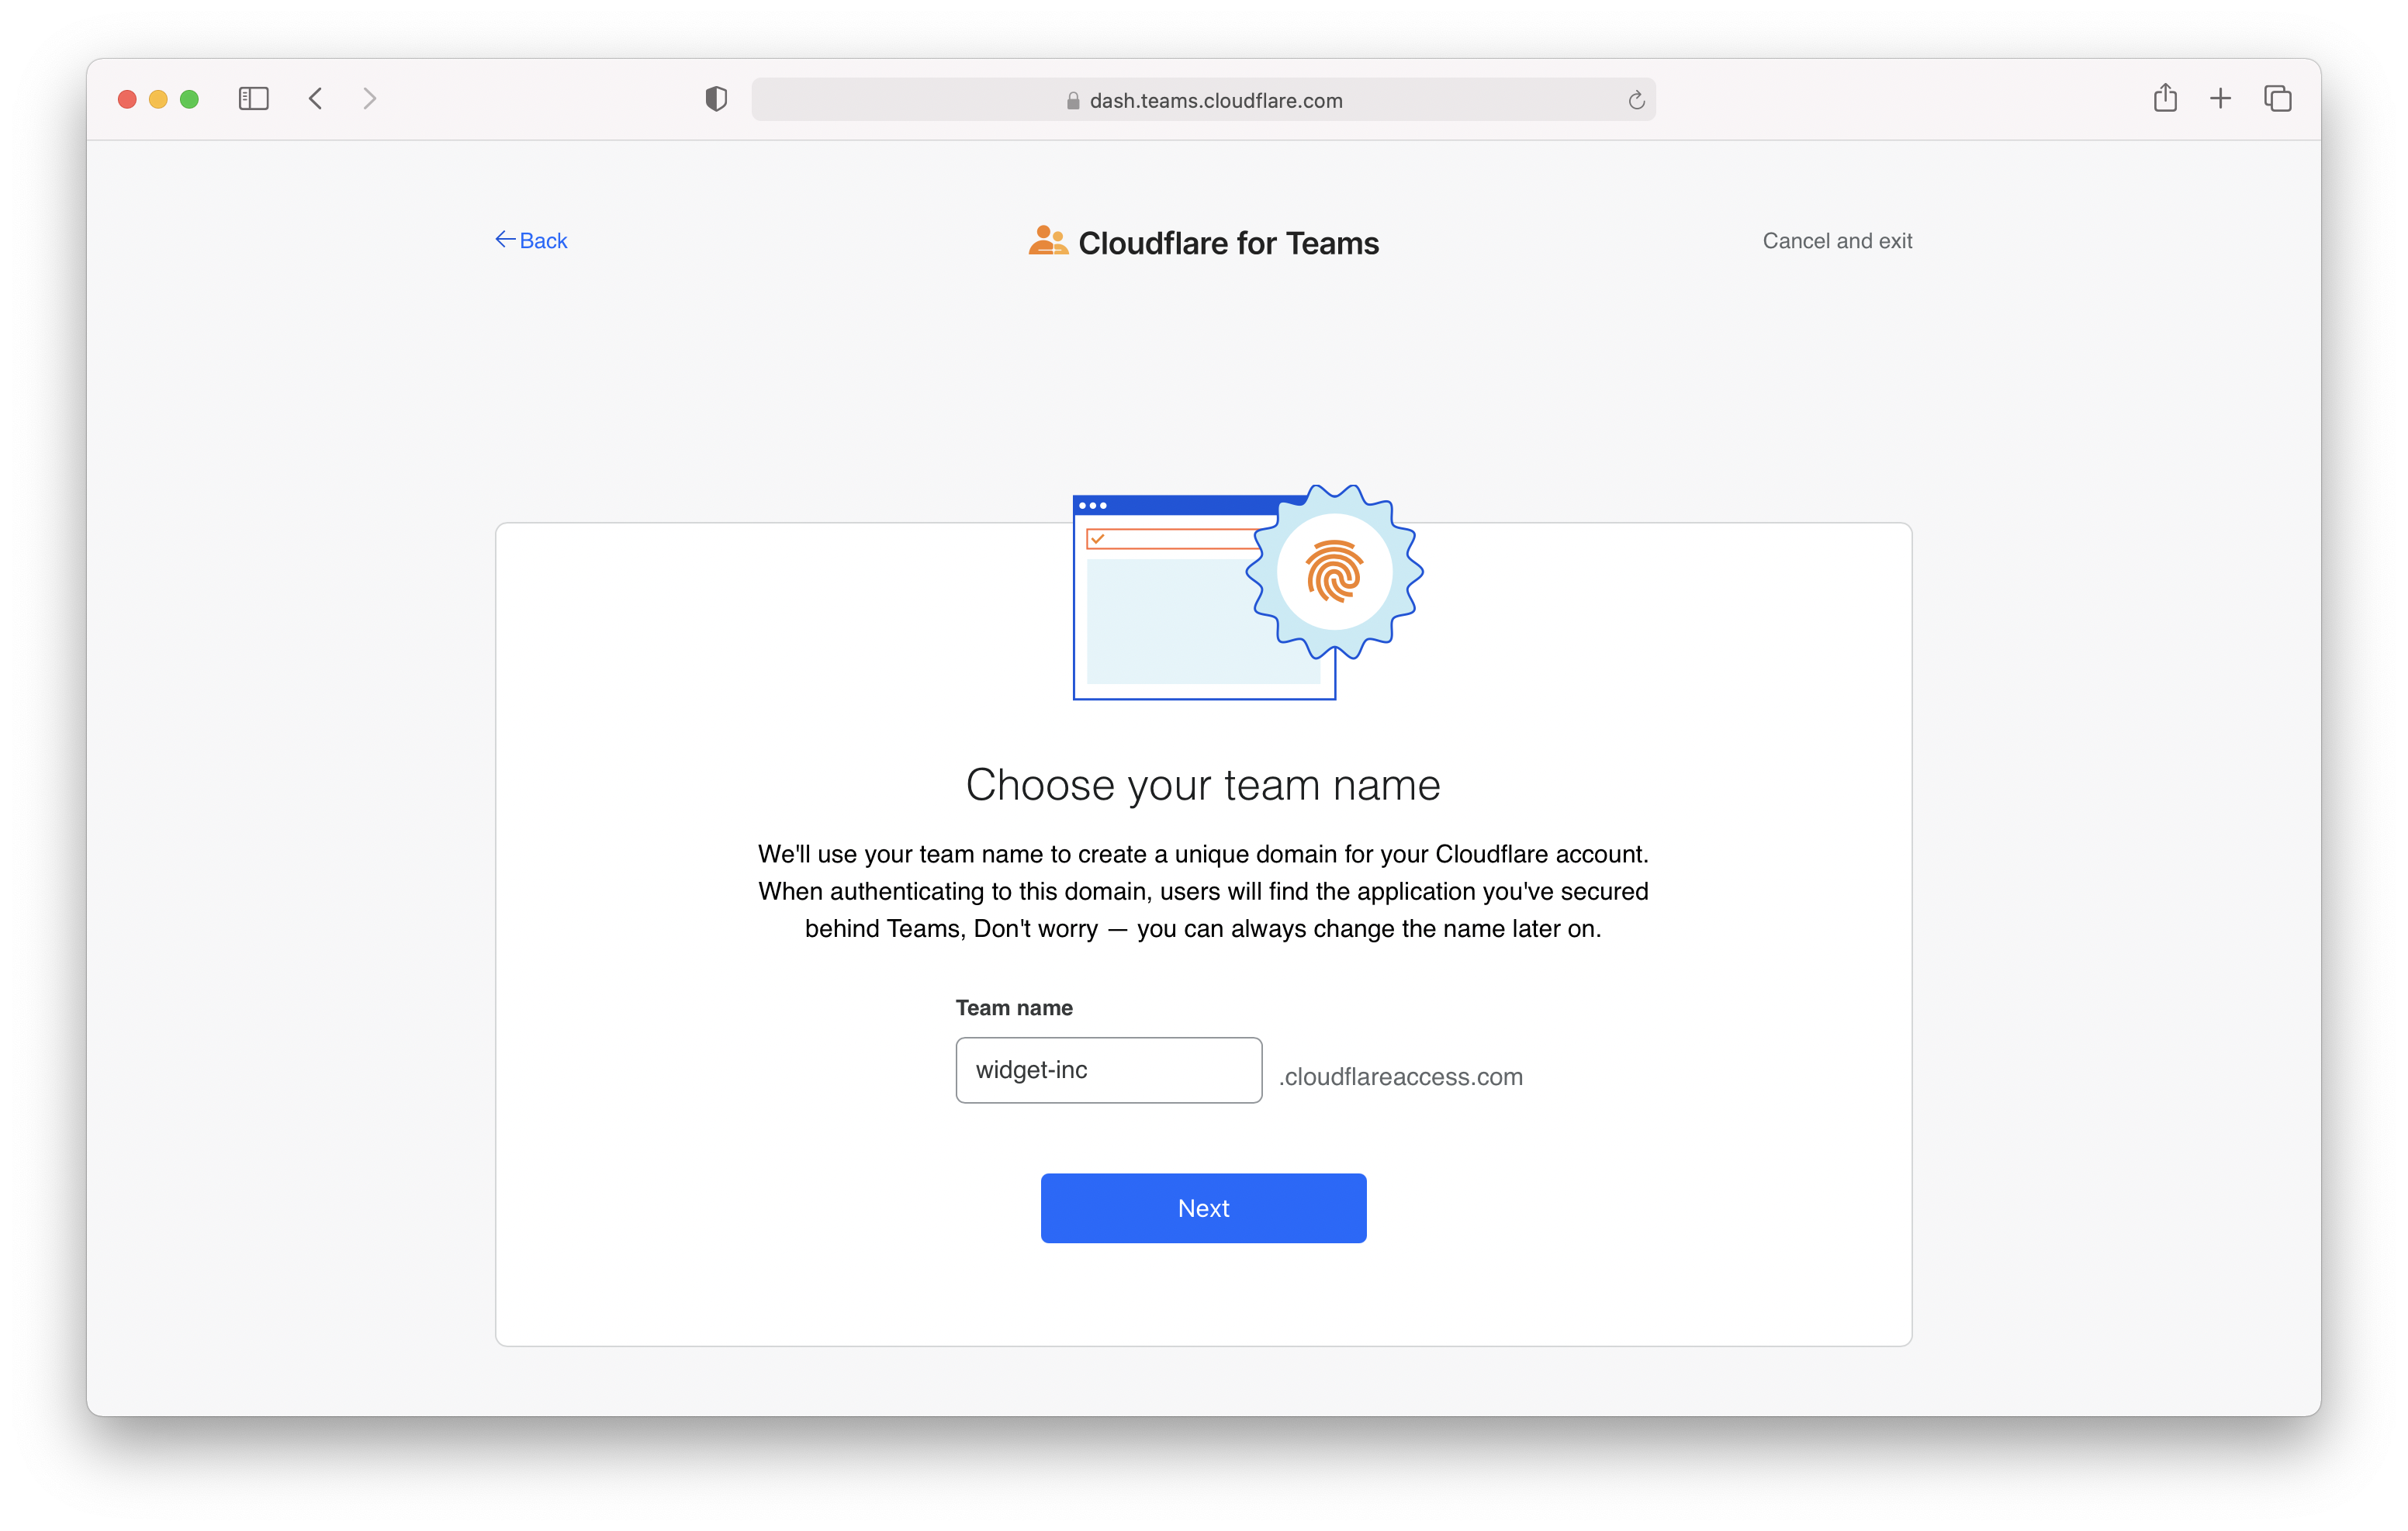 dash.teams.cloudflare.com
Back
Cloudflare for Teams
Cancel and exit
Choose your team name
We'll use your team name to create a unique domain for your Cloudflare account.
When authenticating to this domain, users will find the application you've secured
behind Teams, Don't worry — you can always change the name later on.
Team name
widget-inc
.cloudflareaccess.com
Next